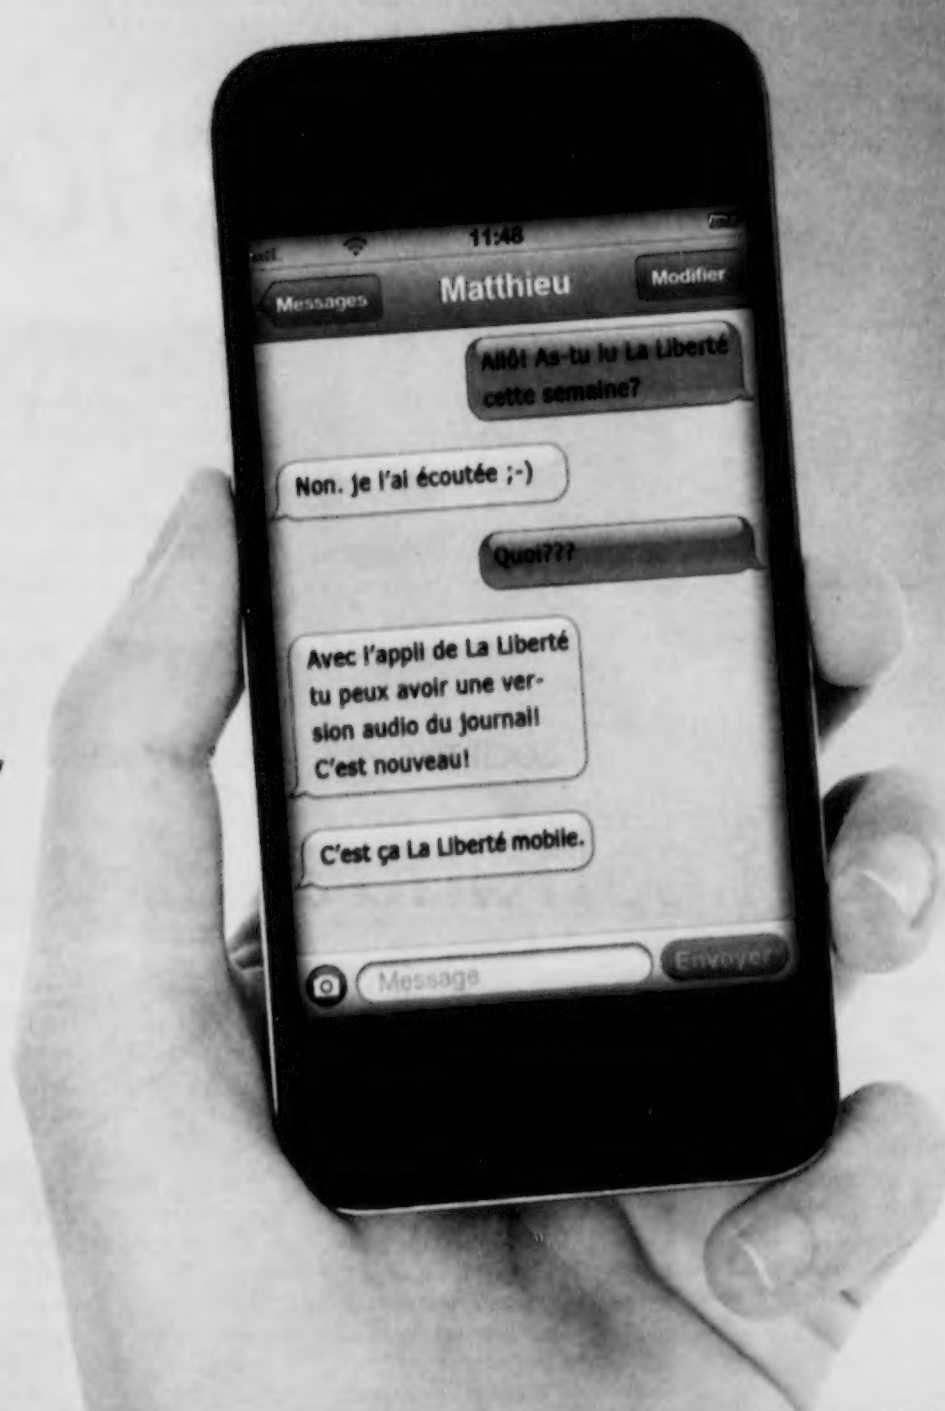 11:48
Messages
Matthieu
Modifier
Allô! As-tu lu La Liberté
cette semaine?
Non. je l'ai écoutée ;-)
Quoi???
Avec l'appli de La Liberté
tu peux avoir une ver-
sion audio du journal!
C'est nouveau!
C'est ça La Liberté mobile.
Message
Envoyer